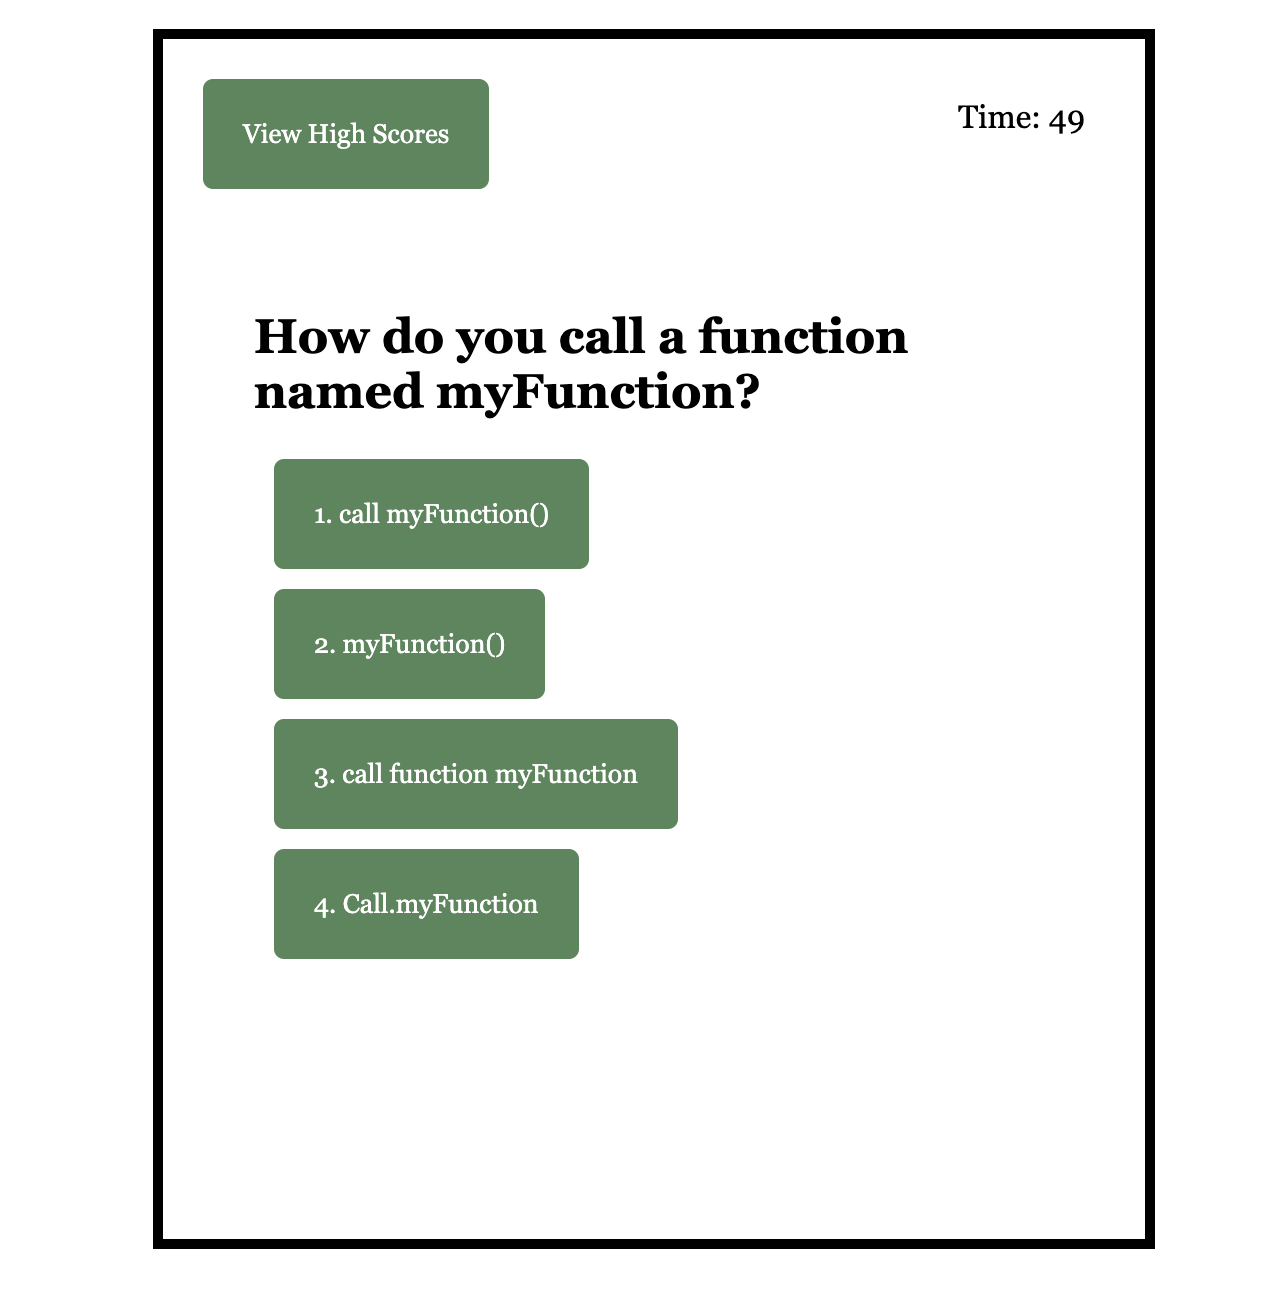 View High Scores
Time: 49
How do you call a function
named myFunction?
1. call myFunction()
2. myFunction()
3. call function myFunction
4. Call.myFunction